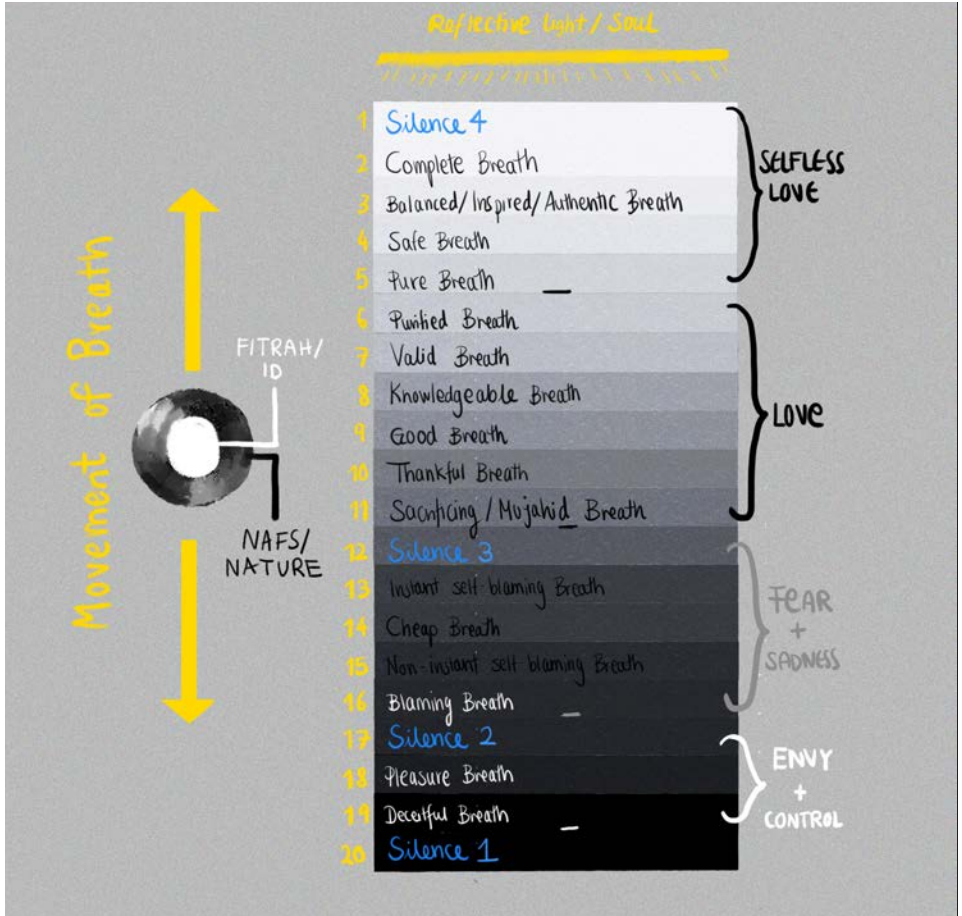 Reflective Light / Soul
1 Silence 4
2 Complete Breath
3 Balanced/Inspired/Authentic Breath
4 Safe Breath
5 Pure Breath
SELFLESS
LOVE
6 Purified Breath
7 Valid Breath
8 Knowledgeable Breath
9 Good Breath
10 Thankful Breath
11 Sacrificing / Mujahid Breath
LOVE
12 Silence 3
13 Instant self-blaming Breath
14 Cheap Breath
15 Non-instant self blaming Breath
16 Blaming Breath
FEAR
+
SADNESS
17 Silence 2
18 Pleasure Breath
19 Deceitful Breath
20 Silence 1
ENVY
+
CONTROL
Movement of Breath
FITRAH/
ID
NAFS/
NATURE